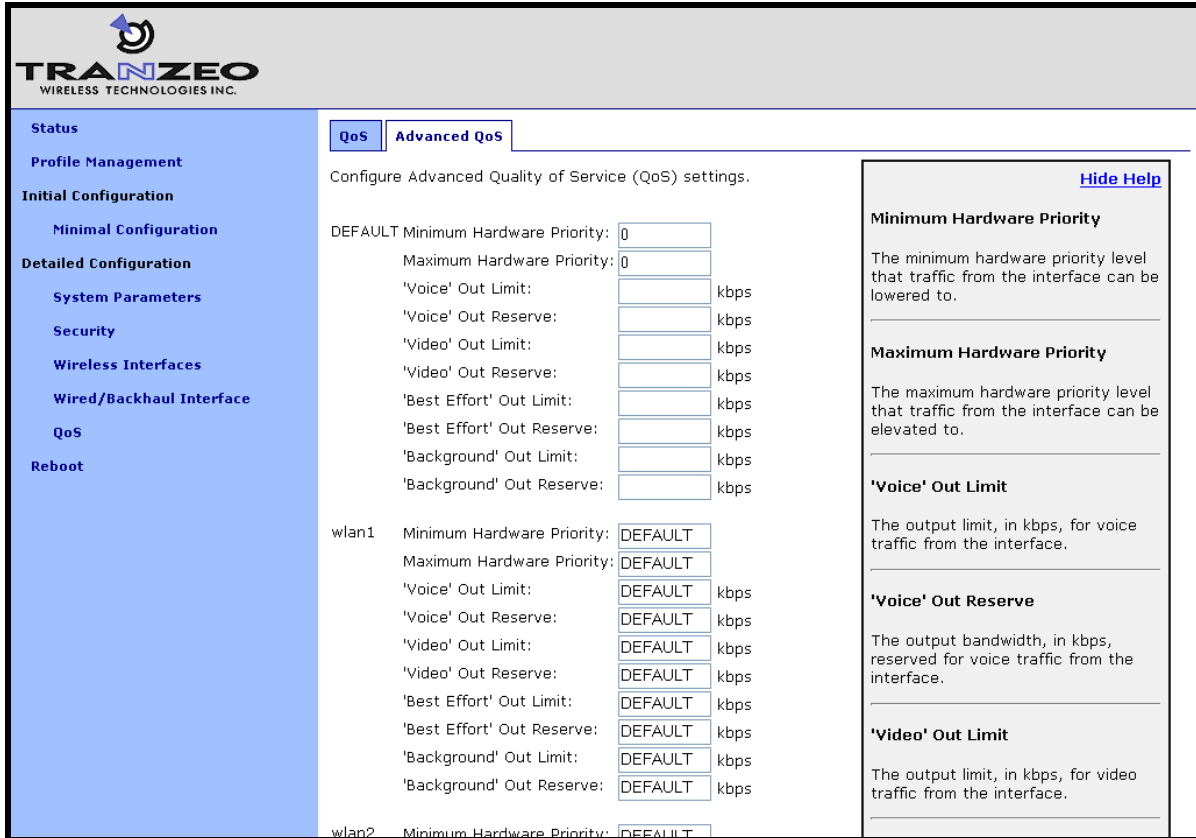 TRANZEO
WIRELESS TECHNOLOGIES INC.
Status
Profile Management
Initial Configuration
Minimal Configuration
Detailed Configuration
System Parameters
Security
Wireless Interfaces
Wired/Backhaul Interface
QoS
Reboot
QoS Advanced QoS
Configure Advanced Quality of Service (QoS) settings.
DEFAULT Minimum Hardware Priority: 0
Maximum Hardware Priority: 0
'Voice' Out Limit: kbps
'Voice' Out Reserve: kbps
'Video' Out Limit: kbps
'Video' Out Reserve: kbps
'Best Effort' Out Limit: kbps
'Best Effort' Out Reserve: kbps
'Background' Out Limit: kbps
'Background' Out Reserve: kbps
wlan1 Minimum Hardware Priority: DEFAULT
Maximum Hardware Priority: DEFAULT
'Voice' Out Limit: DEFAULT kbps
'Voice' Out Reserve: DEFAULT kbps
'Video' Out Limit: DEFAULT kbps
'Video' Out Reserve: DEFAULT kbps
'Best Effort' Out Limit: DEFAULT kbps
'Best Effort' Out Reserve: DEFAULT kbps
'Background' Out Limit: DEFAULT kbps
'Background' Out Reserve: DEFAULT kbps
wlan2 Minimum Hardware Priority: DEFAULT
Hide Help
Minimum Hardware Priority
The minimum hardware priority level
that traffic from the interface can be
lowered to.
Maximum Hardware Priority
The maximum hardware priority level
that traffic from the interface can be
elevated to.
'Voice' Out Limit
The output limit, in kbps, for voice
traffic from the interface.
'Voice' Out Reserve
The output bandwidth, in kbps,
reserved for voice traffic from the
interface.
'Video' Out Limit
The output limit, in kbps, for video
traffic from the interface.